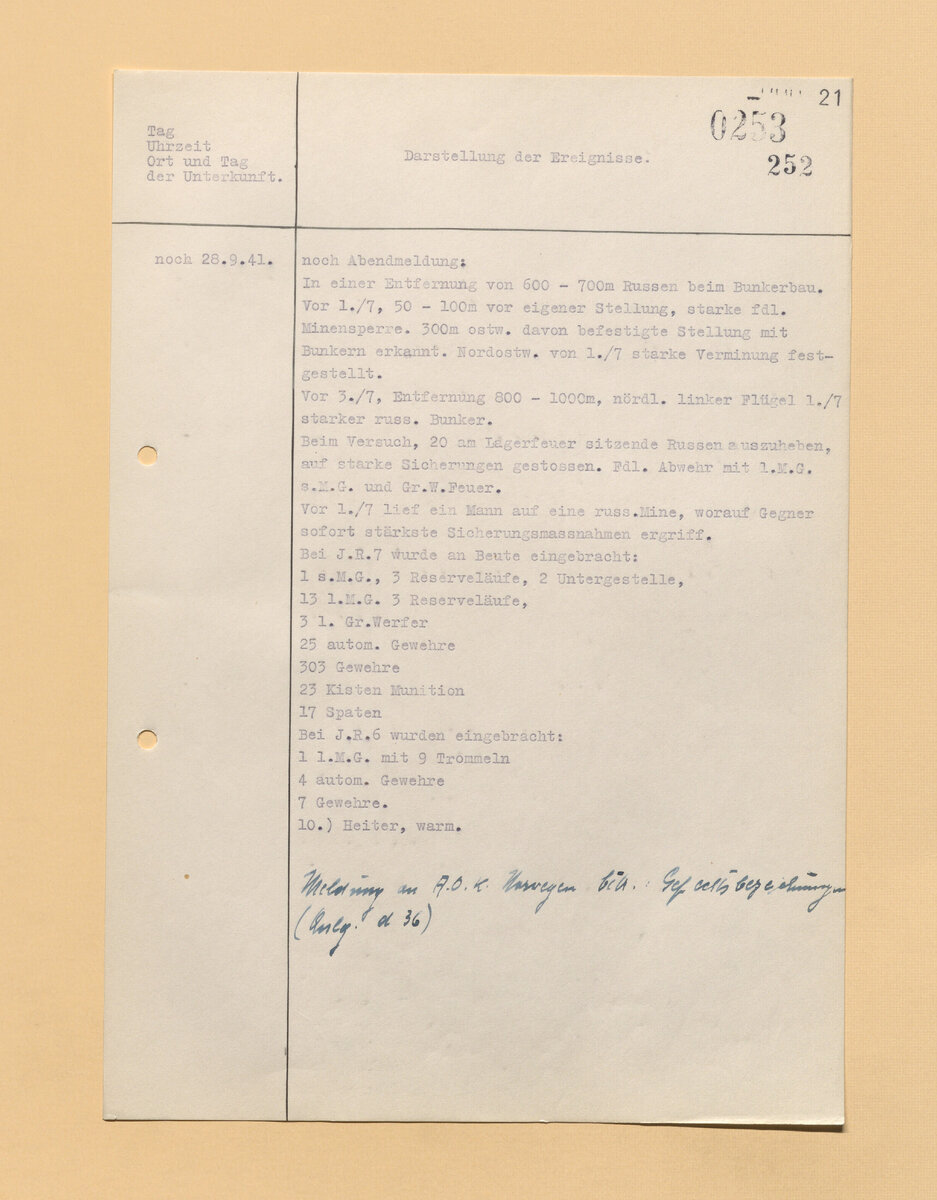 21
0253
252
Tag
Uhrzeit
Ort und Tag
der Unterkunft.
Darstellung der Ereignisse.
noch 28.9.41.
noch Abendmeldung:
In einer Entfernung von 600 - 700m Russen beim Bunkerbau.
Vor 1./7, 50 - 100m vor eigener Stellung, starke fdl.
Minensperre. 300m ostw. davon befestigte Stellung mit
Bunkern erkannt. Nordostw. von 1./7 starke Verminung fest-
gestellt.
Vor 3./7, Entfernung 800 - 1000m, nördl. linker Flügel 1./7
starker russ. Bunker.
Beim Versuch, 20 am Lagerfeuer sitzende Russen auszuheben,
auf starke Sicherungen gestossen. Fdl. Abwehr mit l.M.G.
s.M.G. und Gr.W.Feuer.
Vor 1./7 lief ein Mann auf eine russ.Mine, worauf Gegner
sofort stärkste Sicherungsmassnahmen ergriff.
Bei J.R.7 wurde an Beute eingebracht:
1 s.M.G., 3 Reserveläufe, 2 Untergestelle,
13 l.M.G. 3 Reserveläufe,
3 l. Gr.Werfer
25 autom. Gewehre
303 Gewehre
23 Kisten Munition
17 Spaten
Bei J.R.6 wurden eingebracht:
1 l.M.G. mit 9 Trommeln
4 autom. Gewehre
7 Gewehre.
10.) Heiter, warm.
Meldung an A.O.K. Norwegen betr.:
(Anlg. d 36)